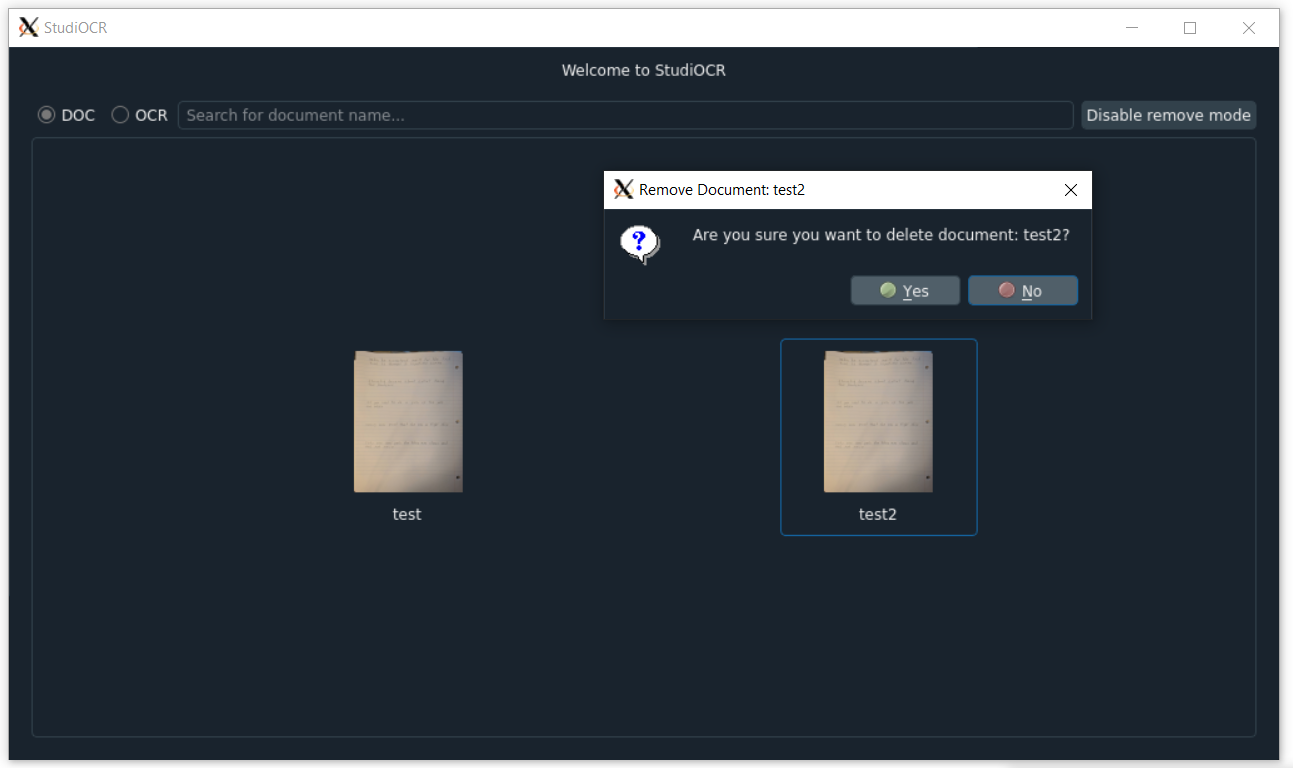 StudiOCR
Welcome to StudiOCR
DOC OCR Search for document name... Disable remove mode
Remove Document: test2
Are you sure you want to delete document: test2?
Yes No
test test2